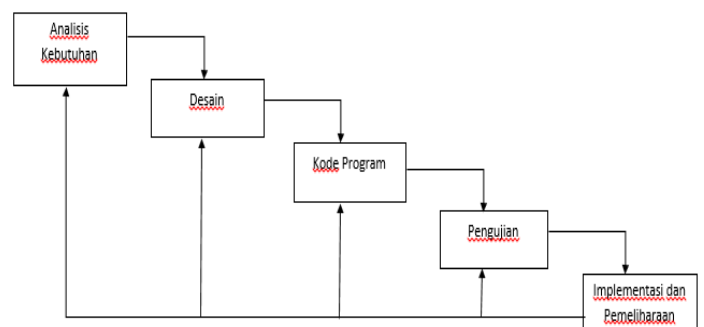 Analisis
Kebutuhan
Desain
Kode Program
Pengujian
Implementasi dan
Pemeliharaan